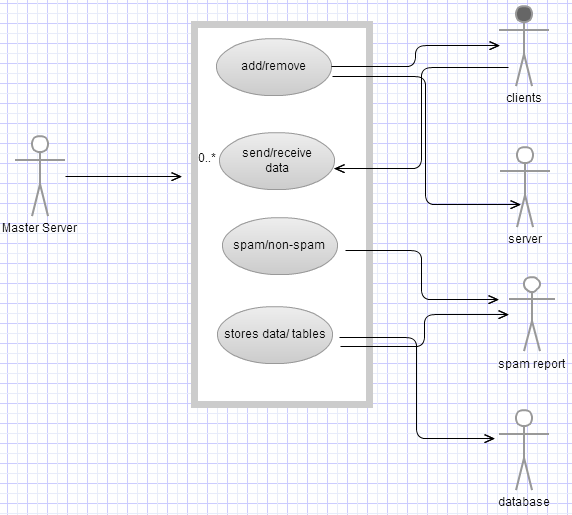 add/remove
clients
0..*
send/receive
data
Master Server
server
spam/non-spam
stores data/ tables
spam report
database